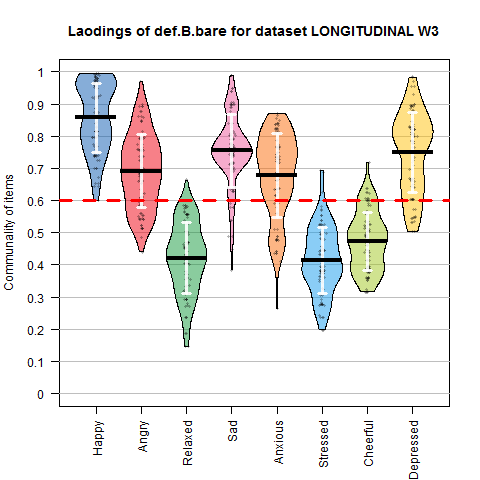 Laodings of def.B.bare for dataset LONGITUDINAL W3
Communality of items
1
0.9
0.8
0.7
0.6
0.5
0.4
0.3
0.2
0.1
0
Happy
Angry
Relaxed
Sad
Anxious
Stressed
Cheerful
Depressed